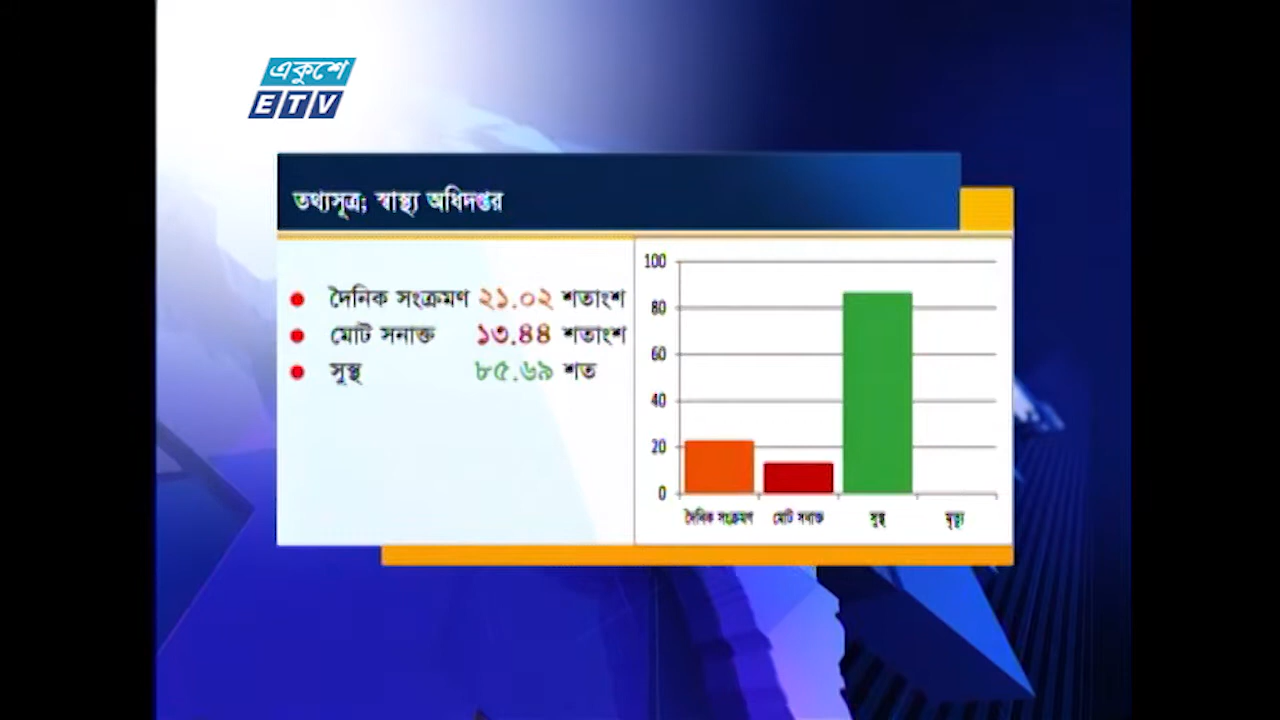 একুশে
ETV
তথ্যসূত্র; স্বাস্থ্য অধিদপ্তর
দৈনিক সংক্রমণ ২১.০২ শতাংশ
মোট সনাক্ত ১৩.৪৪ শতাংশ
সুস্থ ৮৫.৬৯ শত
100
80
60
40
20
0
দৈনিক সংক্রমণ মোট সনাক্ত সুস্থ মৃত্যু